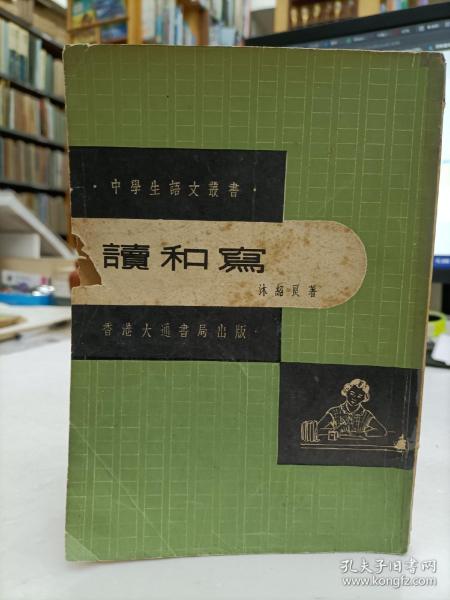 ·中學生語文叢書·
讀和寫
沐紹良著
香港大通書局出版·
孔夫子旧书网
www.kongfz.com